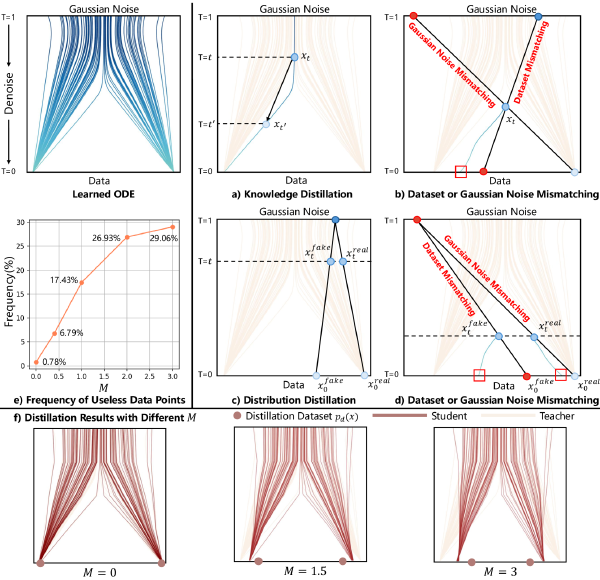 Gaussian Noise
T=1
Denoise
T=0
Data
Learned ODE
Gaussian Noise
T=1
T=t
x_t
T=t'
x_t'
T=0
Data
a) Knowledge Distillation
Gaussian Noise
T=1
Gaussian Noise Mismatching
Dataset Mismatching
x_t
T=0
Data
b) Dataset or Gaussian Noise Mismatching
Frequency(%)
30
25
20
15
10
5
0
0.78%
6.79%
17.43%
26.93%
29.06%
0.0 0.5 1.0 1.5 2.0 2.5 3.0
M
e) Frequency of Useless Data Points
Gaussian Noise
T=1
T=t
x_t^fake
x_t^real
T=0
Data
x_0^fake
x_0^real
c) Distribution Distillation
Gaussian Noise
T=1
Gaussian Noise Mismatching
Dataset Mismatching
x_t^fake
x_t^real
T=0
Data
x_0^fake
x_0^real
d) Dataset or Gaussian Noise Mismatching
f) Distillation Results with Different M
Distillation Dataset p_d(x)
Student
Teacher
M = 0
M = 1.5
M = 3